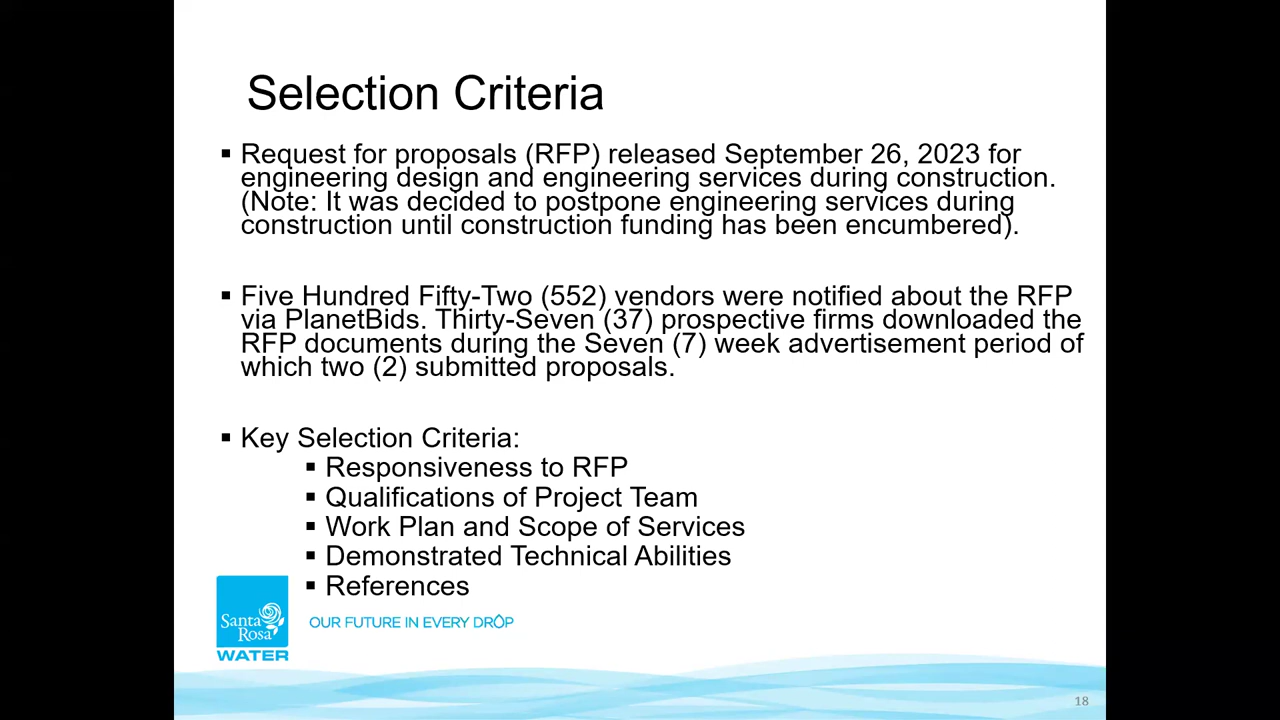 Selection Criteria
▪ Request for proposals (RFP) released September 26, 2023 for
engineering design and engineering services during construction.
(Note: It was decided to postpone engineering services during
construction until construction funding has been encumbered).
▪ Five Hundred Fifty-Two (552) vendors were notified about the RFP
via PlanetBids. Thirty-Seven (37) prospective firms downloaded the
RFP documents during the Seven (7) week advertisement period of
which two (2) submitted proposals.
▪ Key Selection Criteria:
▪ Responsiveness to RFP
▪ Qualifications of Project Team
▪ Work Plan and Scope of Services
▪ Demonstrated Technical Abilities
▪ References
Santa
Rosa
WATER
OUR FUTURE IN EVERY DROP
18